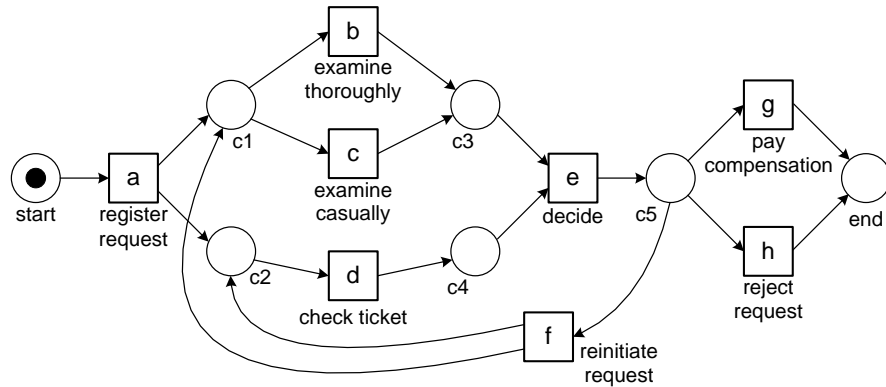 b
examine
thoroughly
g
pay
compensation
c1
c3
c
examine
casually
start
a
register
request
e
decide
c5
end
c2
d
check ticket
c4
h
reject
request
f
reinitiate
request